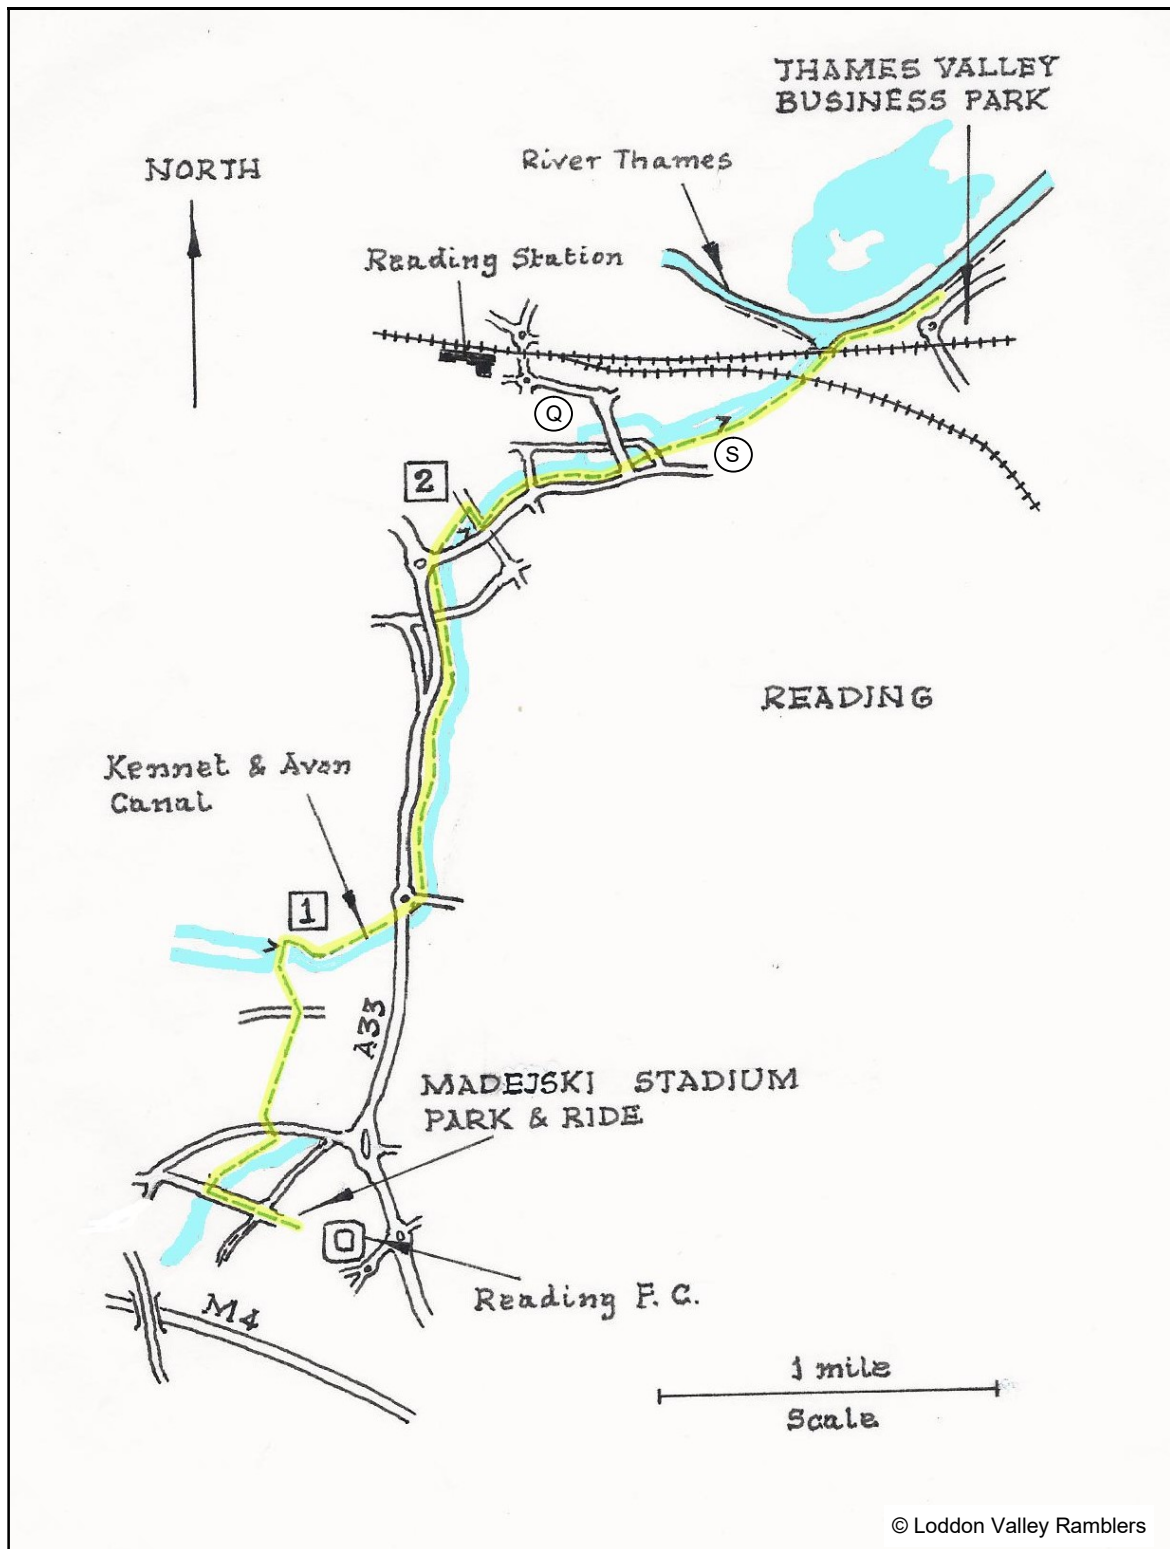 THAMES VALLEY
BUSINESS PARK
River Thames
NORTH
Reading Station
Q
S
2
READING
Kennet & Avon
Canal
1
A33
MADEJSKI STADIUM
PARK & RIDE
Reading F.C.
M4
1 mile
Scale
© Loddon Valley Ramblers